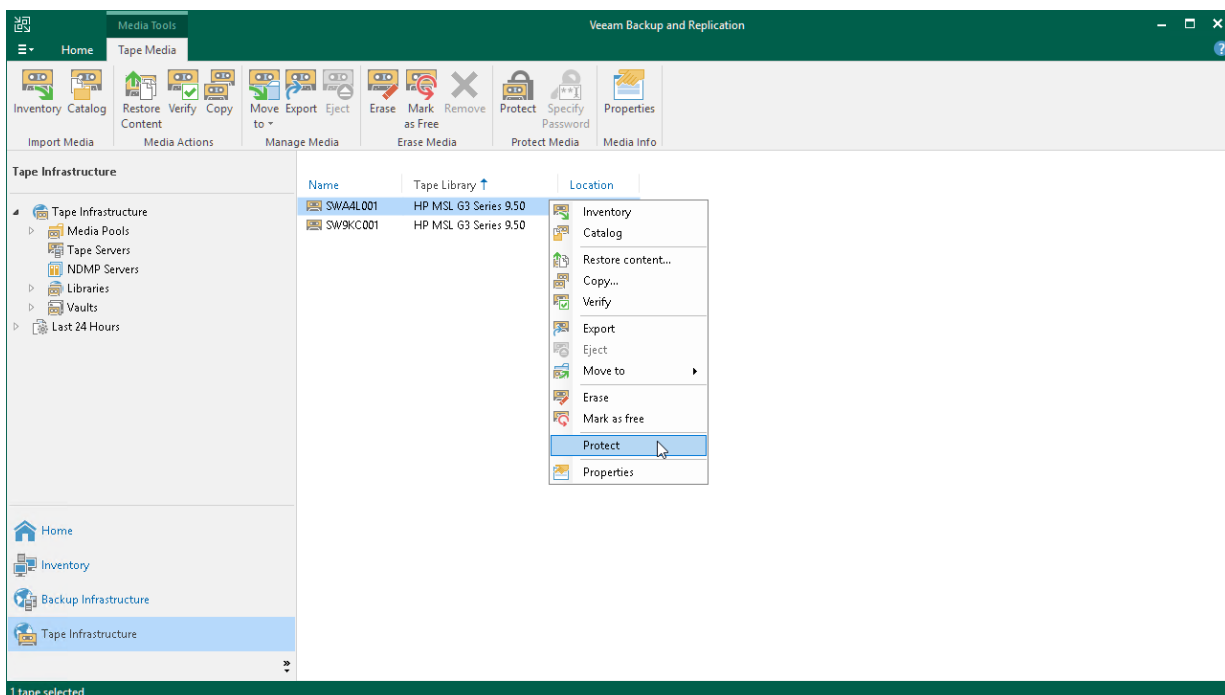 Media Tools
Veeam Backup and Replication
Home
Tape Media
Inventory Catalog Restore Content Verify Copy Move to Export Eject Erase Mark as Free Remove Protect Specify Password Properties
Import Media Media Actions Manage Media Erase Media Protect Media Media Info
Tape Infrastructure
Tape Infrastructure
Media Pools
Tape Servers
NDMP Servers
Libraries
Vaults
Last 24 Hours
Home
Inventory
Backup Infrastructure
Tape Infrastructure
Name Tape Library Location
SWA4L001 HP MSL G3 Series 9.50
SW9KC001 HP MSL G3 Series 9.50
Inventory
Catalog
Restore content...
Copy...
Verify
Export
Eject
Move to
Erase
Mark as free
Protect
Properties
1 tape selected